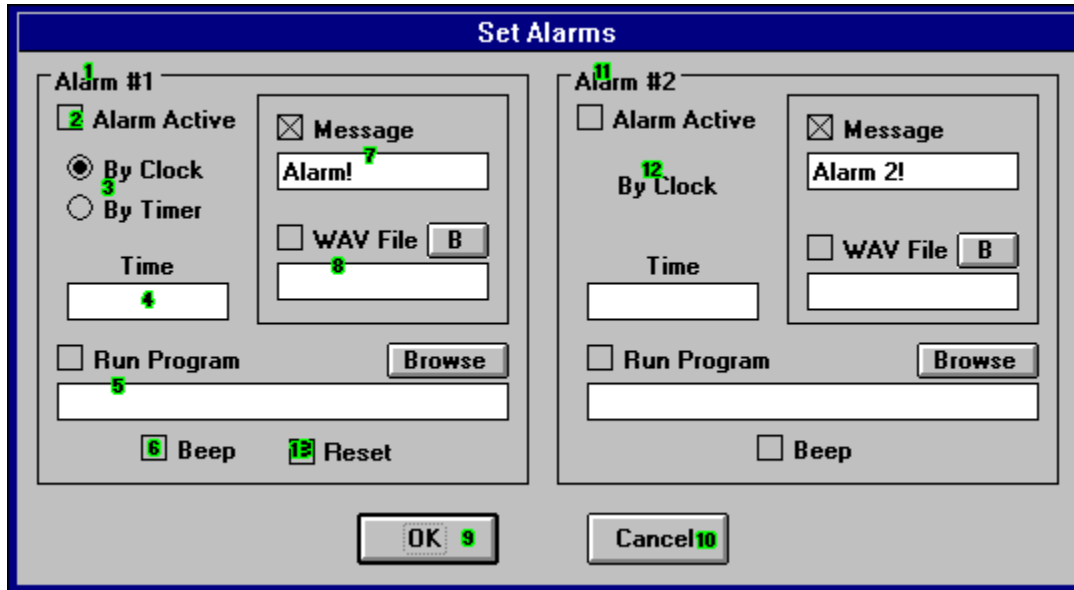 Set Alarms
1
Alarm #1
2 Alarm Active
By Clock
3
By Timer
Time
4
Message
7
Alarm!
WAV File B
8
Run Program Browse
5
6 Beep
Reset
11
Alarm #2
Alarm Active
12
By Clock
Time
Message
Alarm 2!
WAV File B
Run Program Browse
Beep
OK 9
Cancel 10